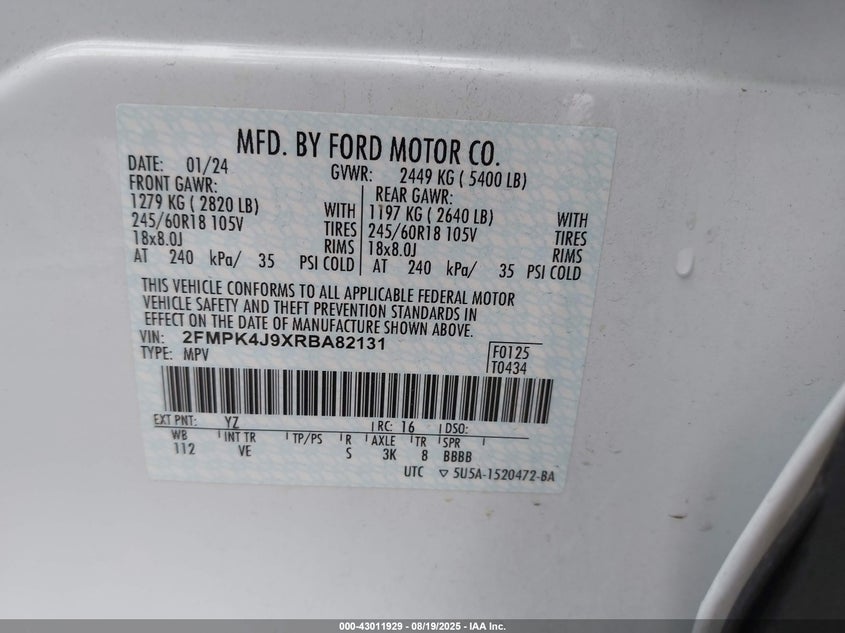 MFD. BY FORD MOTOR CO.
DATE: 01/24 GVWR: 2449 KG ( 5400 LB)
FRONT GAWR: REAR GAWR:
1279 KG ( 2820 LB) WITH 1197 KG ( 2640 LB) WITH
245/60R18 105V TIRES 245/60R18 105V TIRES
18x8.0J RIMS 18x8.0J RIMS
AT 240 kPa/ 35 PSI COLD AT 240 kPa/ 35 PSI COLD
THIS VEHICLE CONFORMS TO ALL APPLICABLE FEDERAL MOTOR
VEHICLE SAFETY AND THEFT PREVENTION STANDARDS IN
EFFECT ON THE DATE OF MANUFACTURE SHOWN ABOVE.
VIN: 2FMPK4J9XRBA82131
TYPE: MPV
F0125
T0434
EXT PNT: YZ RC: 16 DSO:
WB INT TR TP/PS R AXLE TR SPR
112 VE S 3K 8 BBBB
UTC ▽ 5U5A-1520472-BA
000-43011929 - 08/19/2025 - IAA Inc.